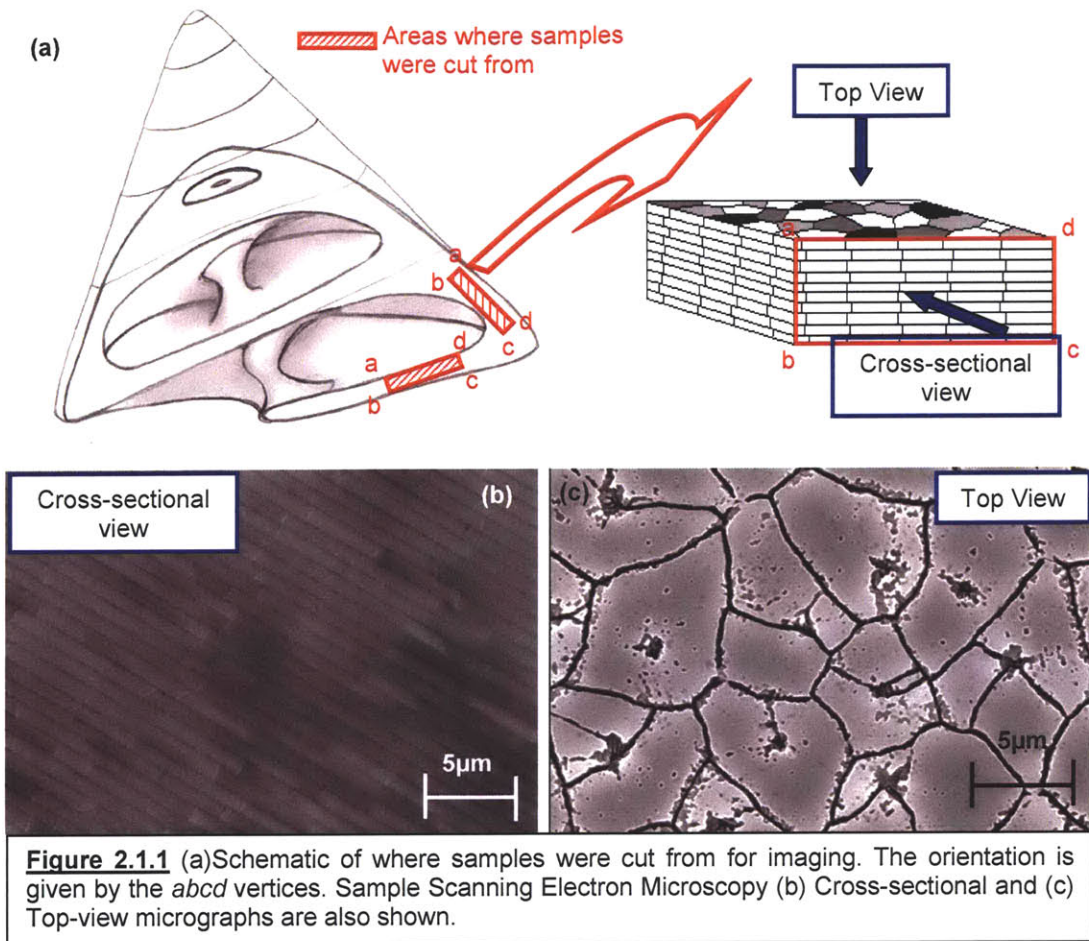 (a)
Areas where samples
were cut from
Top View
a
d
b
c
Cross-sectional
view
a
b
d
c
a
d
b
c
Cross-sectional
view
(b)
5µm
(c)
Top View
5µm
Figure 2.1.1 (a)Schematic of where samples were cut from for imaging. The orientation is
given by the abcd vertices. Sample Scanning Electron Microscopy (b) Cross-sectional and (c)
Top-view micrographs are also shown.